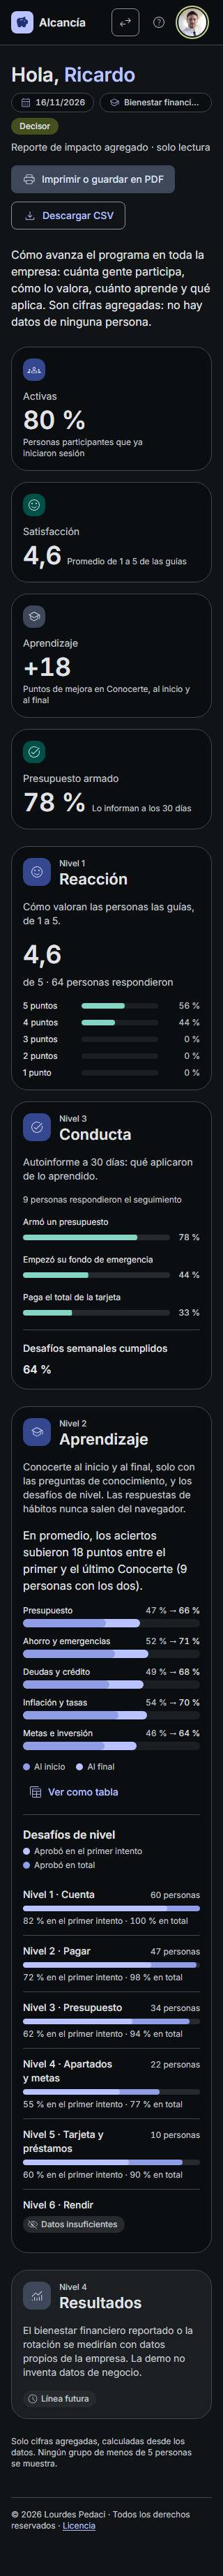 Alcancía
Hola, Ricardo
16/11/2026
Bienestar financi...
Decisor
Reporte de impacto agregado · solo lectura
Imprimir o guardar en PDF
Descargar CSV
Cómo avanza el programa en toda la
empresa: cuánta gente participa,
cómo lo valora, cuánto aprende y qué
aplica. Son cifras agregadas: no hay
datos de ninguna persona.
Activas
80 %
Personas participantes que ya
iniciaron sesión
Satisfacción
4,6 Promedio de 1 a 5 de las guías
Aprendizaje
+18
Puntos de mejora en Conocerte, al inicio y
al final
Presupuesto armado
78 % Lo informan a los 30 días
Nivel 1
Reacción
Cómo valoran las personas las guías,
de 1 a 5.
4,6
de 5 · 64 personas respondieron
5 puntos 56 %
4 puntos 44 %
3 puntos 0 %
2 puntos 0 %
1 punto 0 %
Nivel 3
Conducta
Autoinforme a 30 días: qué aplicaron
de lo aprendido.
9 personas respondieron el seguimiento
Armó un presupuesto
78 %
Empezó su fondo de emergencia
44 %
Paga el total de la tarjeta
33 %
Desafíos semanales cumplidos
64 %
Nivel 2
Aprendizaje
Conocerte al inicio y al final, solo con
las preguntas de conocimiento, y los
desafíos de nivel. Las respuestas de
hábitos nunca salen del navegador.
En promedio, los aciertos
subieron 18 puntos entre el
primer y el último Conocerte (9
personas con los dos).
Presupuesto 47 % → 66 %
Ahorro y emergencias 52 % → 71 %
Deudas y crédito 49 % → 68 %
Inflación y tasas 54 % → 70 %
Metas e inversión 46 % → 64 %
Al inicio Al final
Ver como tabla
Desafíos de nivel
Aprobó en el primer intento
Aprobó en total
Nivel 1 · Cuenta 60 personas
82 % en el primer intento · 100 % en total
Nivel 2 · Pagar 47 personas
72 % en el primer intento · 98 % en total
Nivel 3 · Presupuesto 34 personas
62 % en el primer intento · 94 % en total
Nivel 4 · Apartados 22 personas
y metas
55 % en el primer intento · 77 % en total
Nivel 5 · Tarjeta y 10 personas
préstamos
60 % en el primer intento · 90 % en total
Nivel 6 · Rendir
Datos insuficientes
Nivel 4
Resultados
El bienestar financiero reportado o la
rotación se medirían con datos
propios de la empresa. La demo no
inventa datos de negocio.
Línea futura
Solo cifras agregadas, calculadas desde los
datos. Ningún grupo de menos de 5 personas
se muestra.
© 2026 Lourdes Pedaci · Todos los derechos
reservados · Licencia